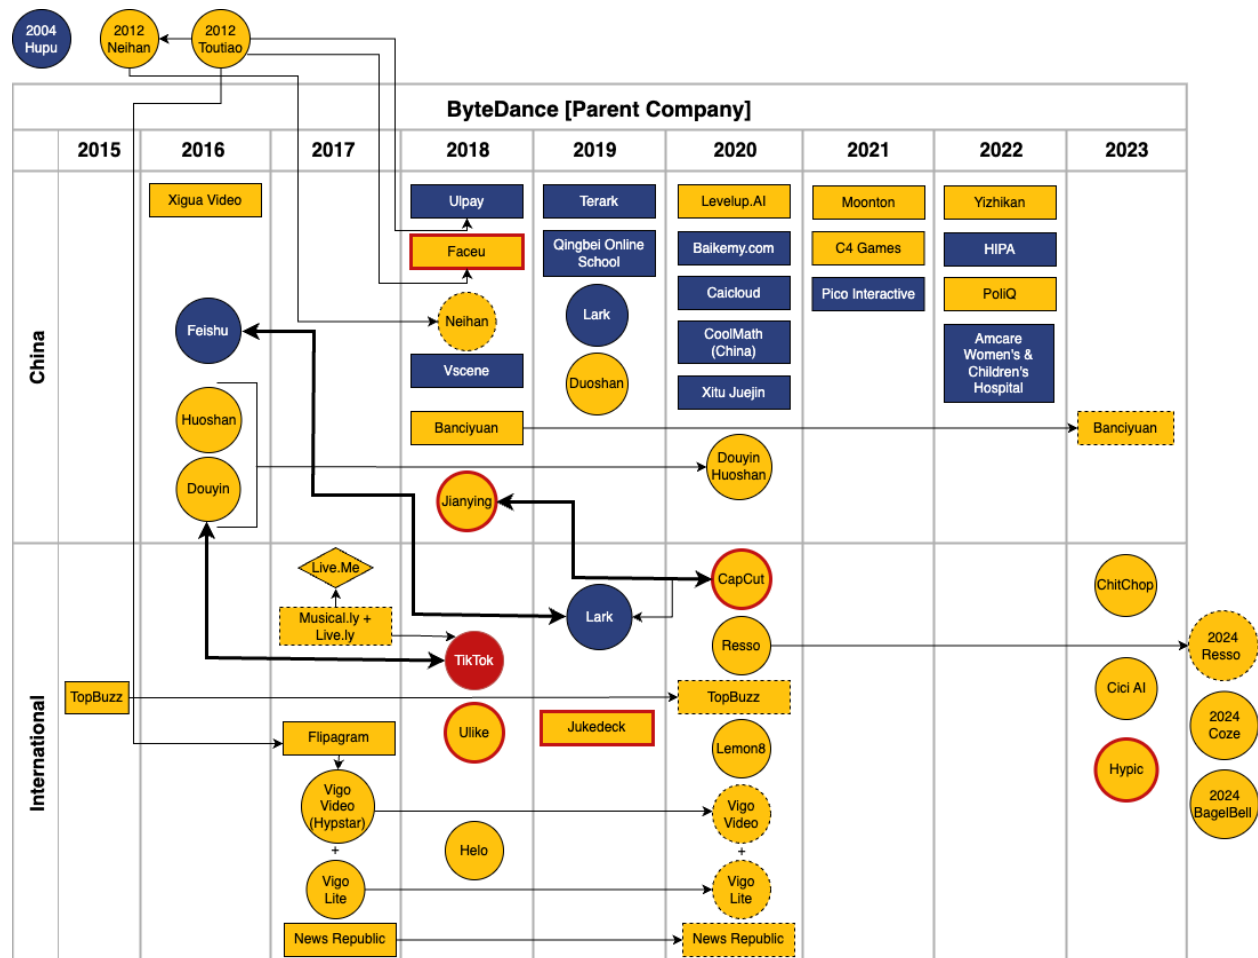 2004
Hupu
2012
Neihan
2012
Toutiao
ByteDance [Parent Company]
2015
2016
2017
2018
2019
2020
2021
2022
2023
China
Xigua Video
Feishu
Huoshan
Douyin
Ulpay
Faceu
Neihan
Vscene
Banciyuan
Jianying
Terark
Qingbei Online
School
Lark
Duoshan
Levelup.AI
Baikemy.com
Caicloud
CoolMath
(China)
Xitu Juejin
Douyin
Huoshan
Moonton
C4 Games
Pico Interactive
Yizhikan
HIPA
PoliQ
Amcare
Women's &
Children's
Hospital
Banciyuan
International
TopBuzz
Live.Me
Musical.ly +
Live.ly
Flipagram
Vigo
Video
(Hypstar)
+
Vigo
Lite
News Republic
TikTok
Ulike
Helo
Lark
Jukedeck
CapCut
Resso
TopBuzz
Lemon8
Vigo
Video
+
Vigo
Lite
News Republic
ChitChop
Cici AI
Hypic
2024
Resso
2024
Coze
2024
BagelBell